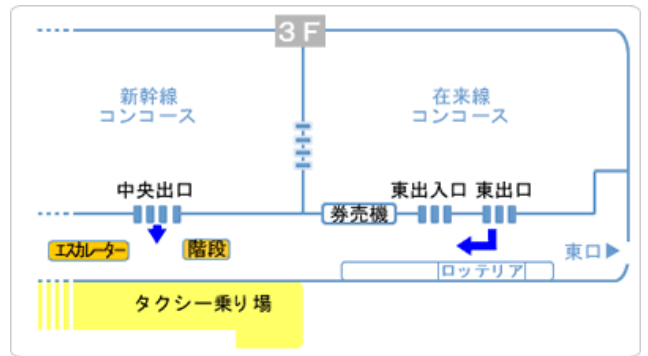 3F
新幹線
コンコース
在来線
コンコース
中央出口
東出入口 東出口
券売機
エスカレーター
階段
東口▶
ロッテリア
タクシー乗り場